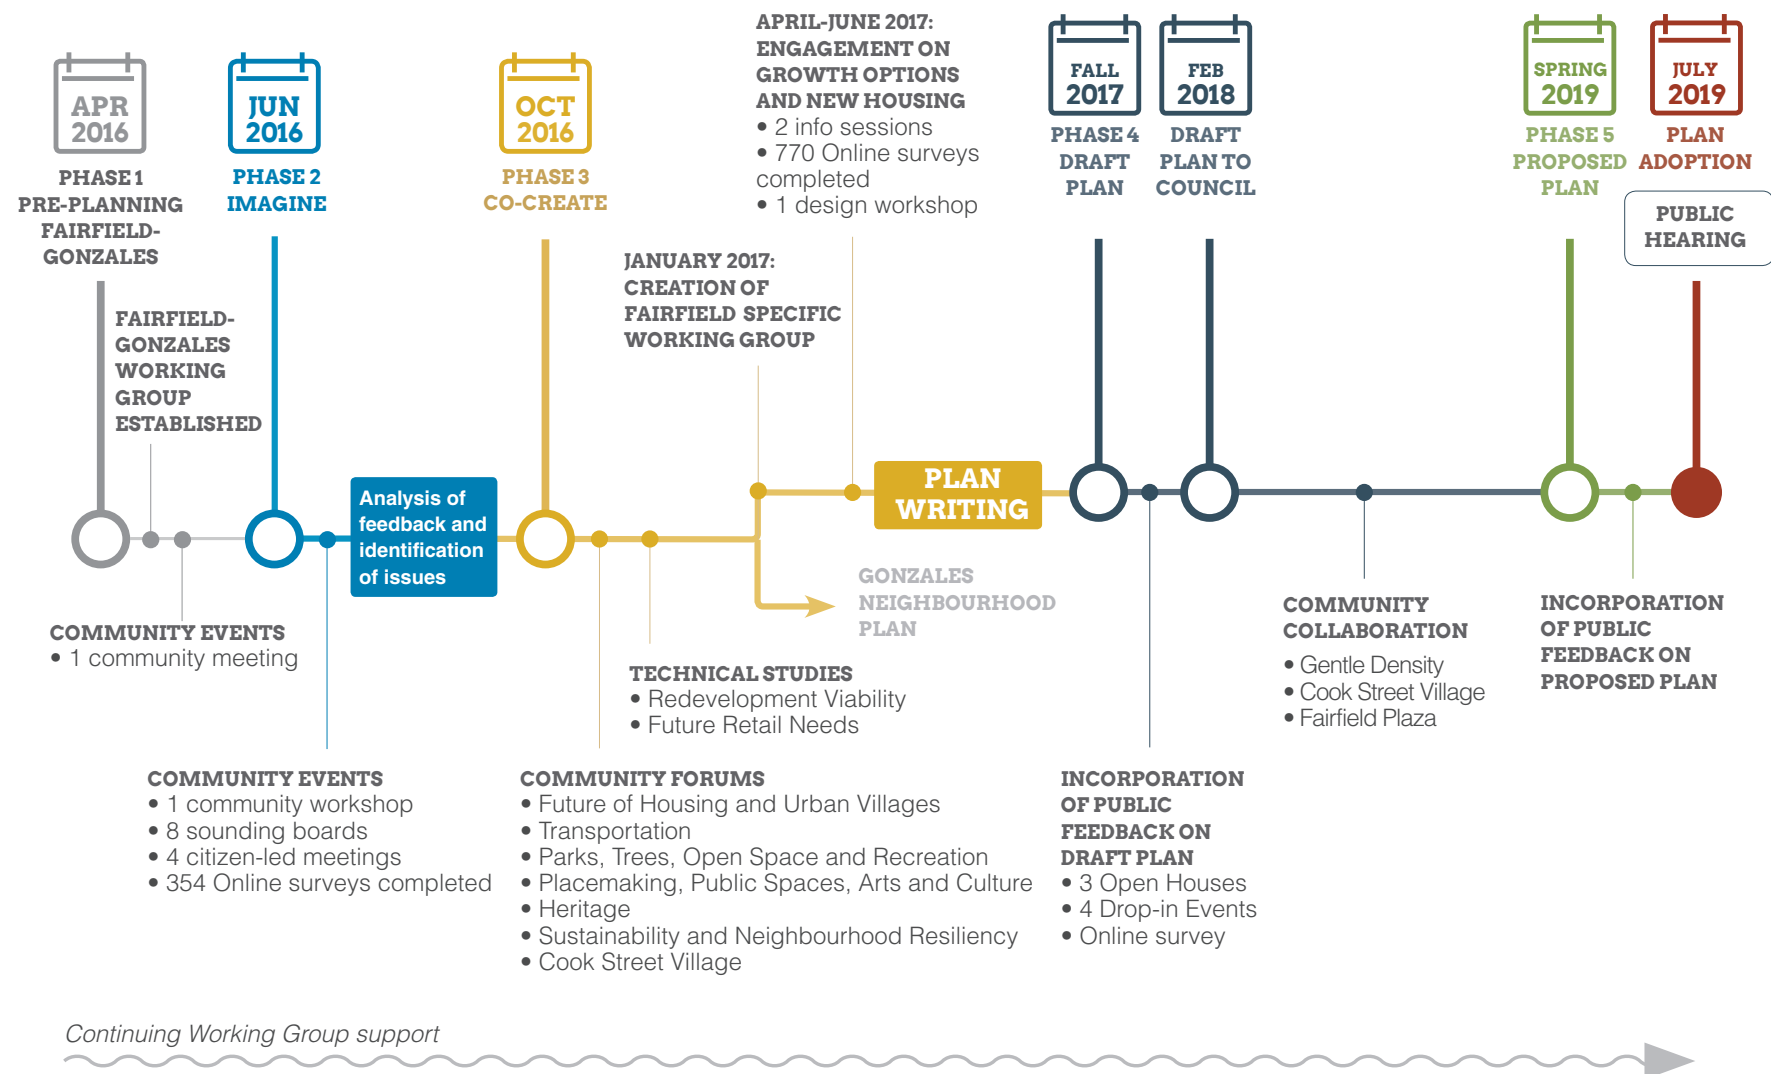 APR
2016
PHASE 1
PRE-PLANNING
FAIRFIELD-
GONZALES
FAIRFIELD-
GONZALES
WORKING
GROUP
ESTABLISHED
COMMUNITY EVENTS
• 1 community meeting
JUN
2016
PHASE 2
IMAGINE
COMMUNITY EVENTS
• 1 community workshop
• 8 sounding boards
• 4 citizen-led meetings
• 354 Online surveys completed
Analysis of
feedback and
identification
of issues
OCT
2016
PHASE 3
CO-CREATE
COMMUNITY FORUMS
• Future of Housing and Urban Villages
• Transportation
• Parks, Trees, Open Space and Recreation
• Placemaking, Public Spaces, Arts and Culture
• Heritage
• Sustainability and Neighbourhood Resiliency
• Cook Street Village
TECHNICAL STUDIES
• Redevelopment Viability
• Future Retail Needs
JANUARY 2017:
CREATION OF
FAIRFIELD SPECIFIC
WORKING GROUP
GONZALES
NEIGHBOURHOOD
PLAN
APRIL-JUNE 2017:
ENGAGEMENT ON
GROWTH OPTIONS
AND NEW HOUSING
• 2 info sessions
• 770 Online surveys
completed
• 1 design workshop
PLAN
WRITING
FALL
2017
PHASE 4
DRAFT
PLAN
INCORPORATION
OF PUBLIC
FEEDBACK ON
DRAFT PLAN
• 3 Open Houses
• 4 Drop-in Events
• Online survey
FEB
2018
DRAFT
PLAN TO
COUNCIL
COMMUNITY
COLLABORATION
• Gentle Density
• Cook Street Village
• Fairfield Plaza
SPRING
2019
PHASE 5
PROPOSED
PLAN
INCORPORATION
OF PUBLIC
FEEDBACK ON
PROPOSED PLAN
JULY
2019
PLAN
ADOPTION
PUBLIC
HEARING
Continuing Working Group support